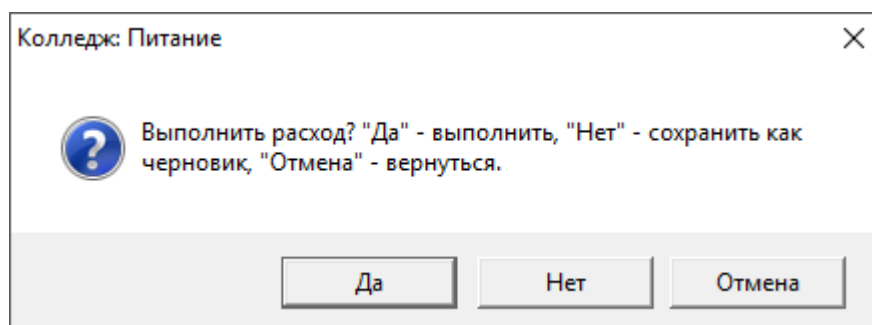 Колледж: Питание
Выполнить расход? "Да" - выполнить, "Нет" - сохранить как
черновик, "Отмена" - вернуться.
Да
Нет
Отмена